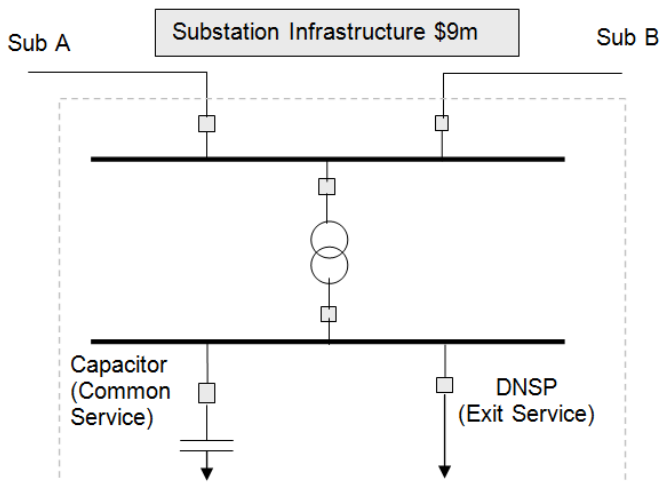 Substation Infrastructure $9m
Sub A
Sub B
Capacitor
(Common
Service)
DNSP
(Exit Service)